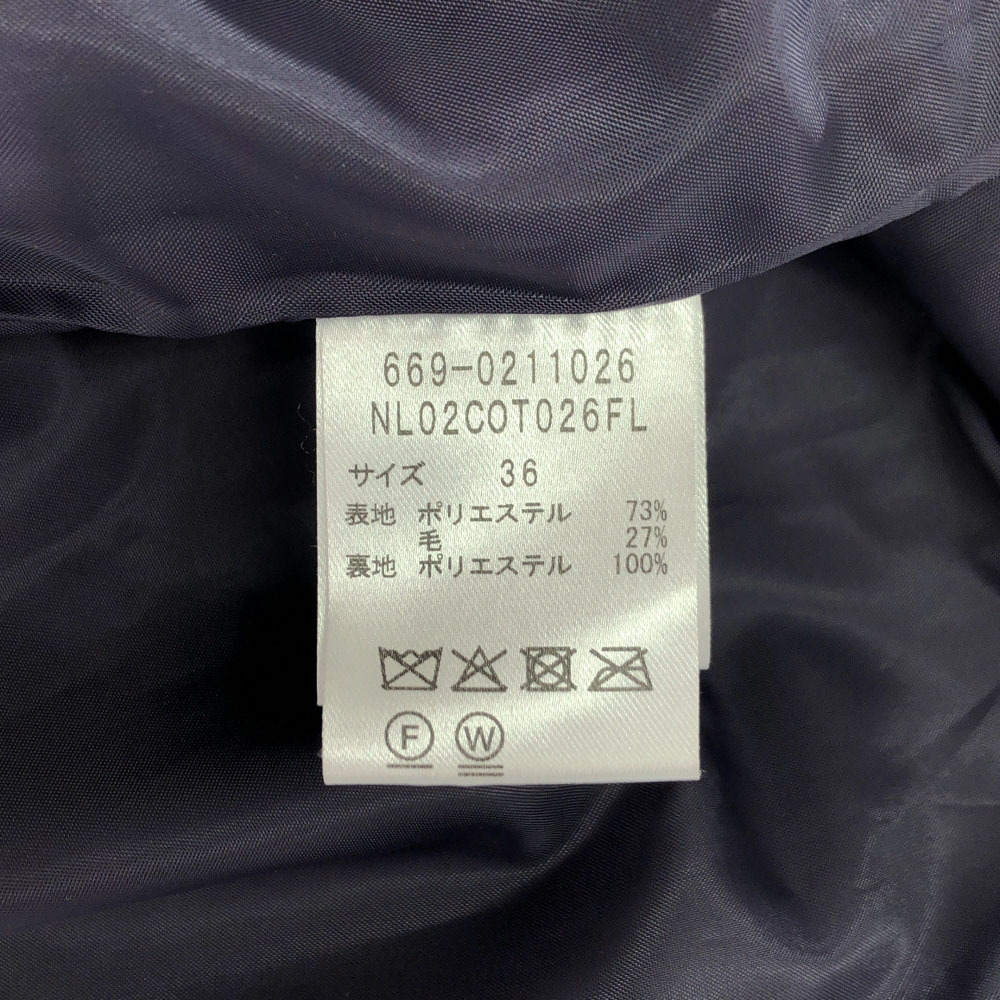 669-0211026
NL02COT026FL
サイズ 36
表地 ポリエステル 73%
毛 27%
裏地 ポリエステル 100%
F W